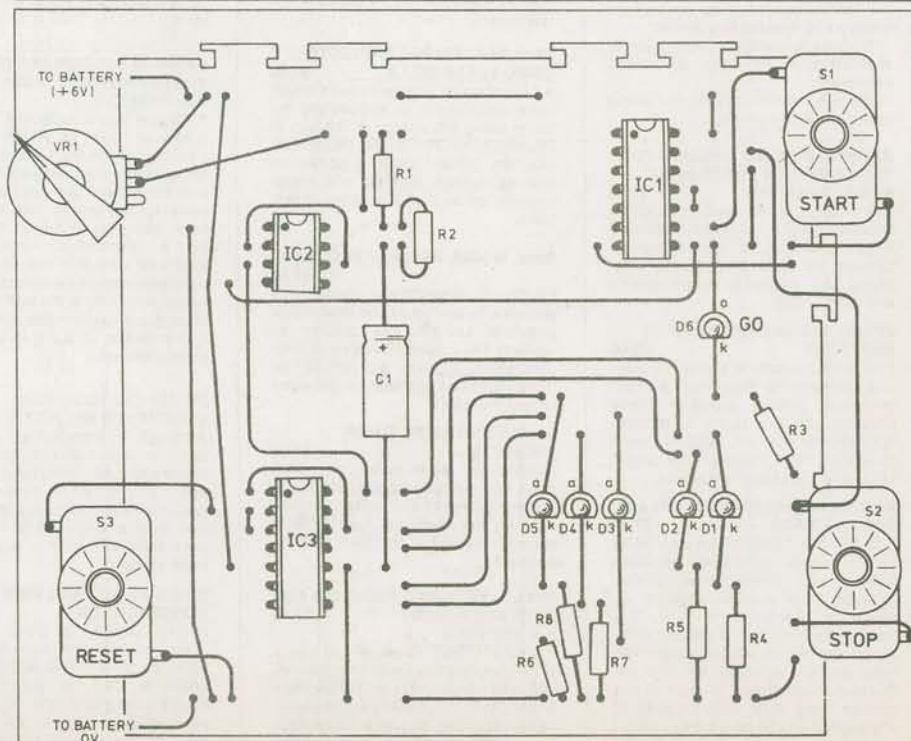 TO BATTERY
(+6V)
S1
VR1
R1
IC1
START
IC2
R2
a
D6
GO
k
+
C1
R3
a
a
a
a
a
S3
IC3
D5
k
D4
k
D3
k
D2
k
D1
k
S2
RESET
R8
R6
R7
R5
R4
STOP
TO BATTERY
0V